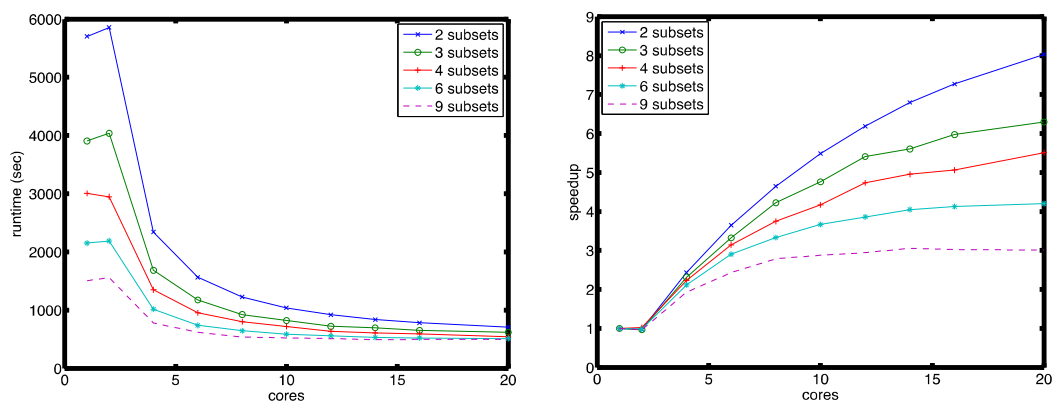 6000
5000
4000
3000
2000
1000
0
0
5
10
15
20
runtime (sec)
cores
2 subsets
3 subsets
4 subsets
6 subsets
9 subsets
9
8
7
6
5
4
3
2
1
0
0
5
10
15
20
speedup
cores
2 subsets
3 subsets
4 subsets
6 subsets
9 subsets